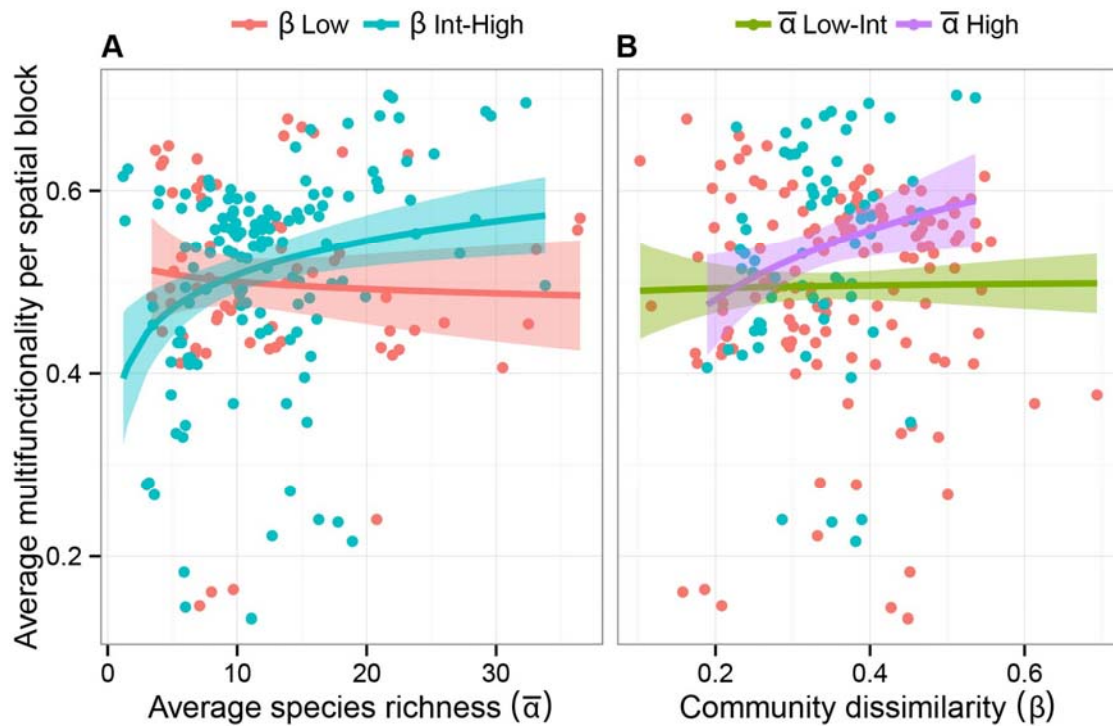 β Low β Int-High
ᾱ Low-Int ᾱ High
A
B
Average multifunctionality per spatial block
0.6
0.4
0.2
0 10 20 30
0.2 0.4 0.6
Average species richness (ᾱ)
Community dissimilarity (β)